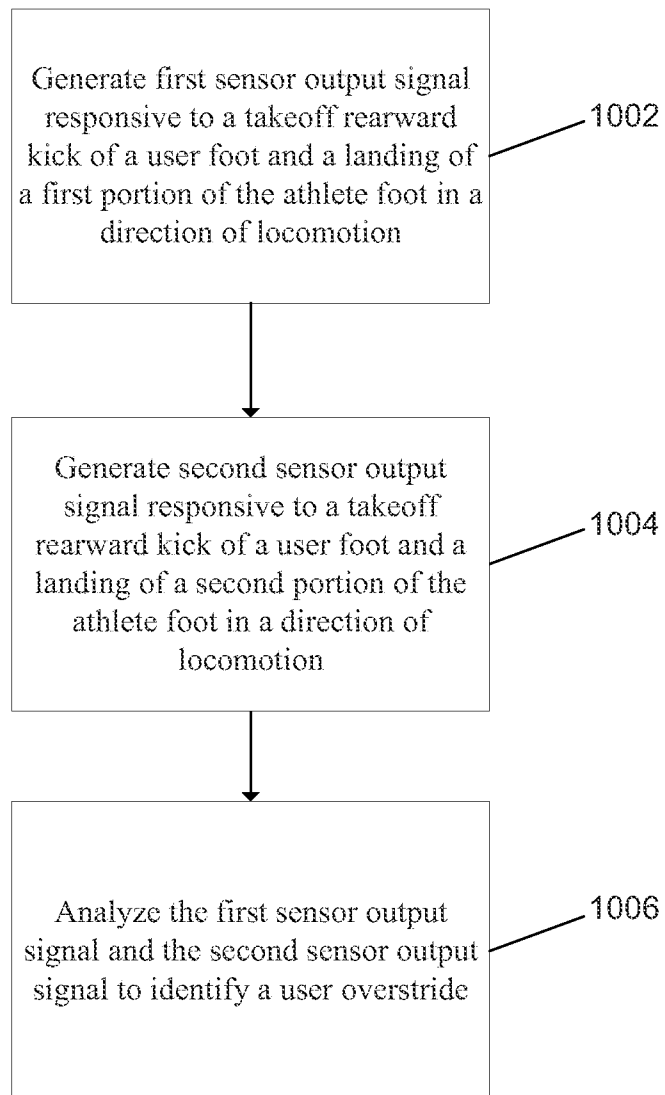 Generate first sensor output signal
responsive to a takeoff rearward
kick of a user foot and a landing of
a first portion of the athlete foot in a
direction of locomotion
1002
Generate second sensor output
signal responsive to a takeoff
rearward kick of a user foot and a
landing of a second portion of the
athlete foot in a direction of
locomotion
1004
Analyze the first sensor output
signal and the second sensor output
signal to identify a user overstride
1006